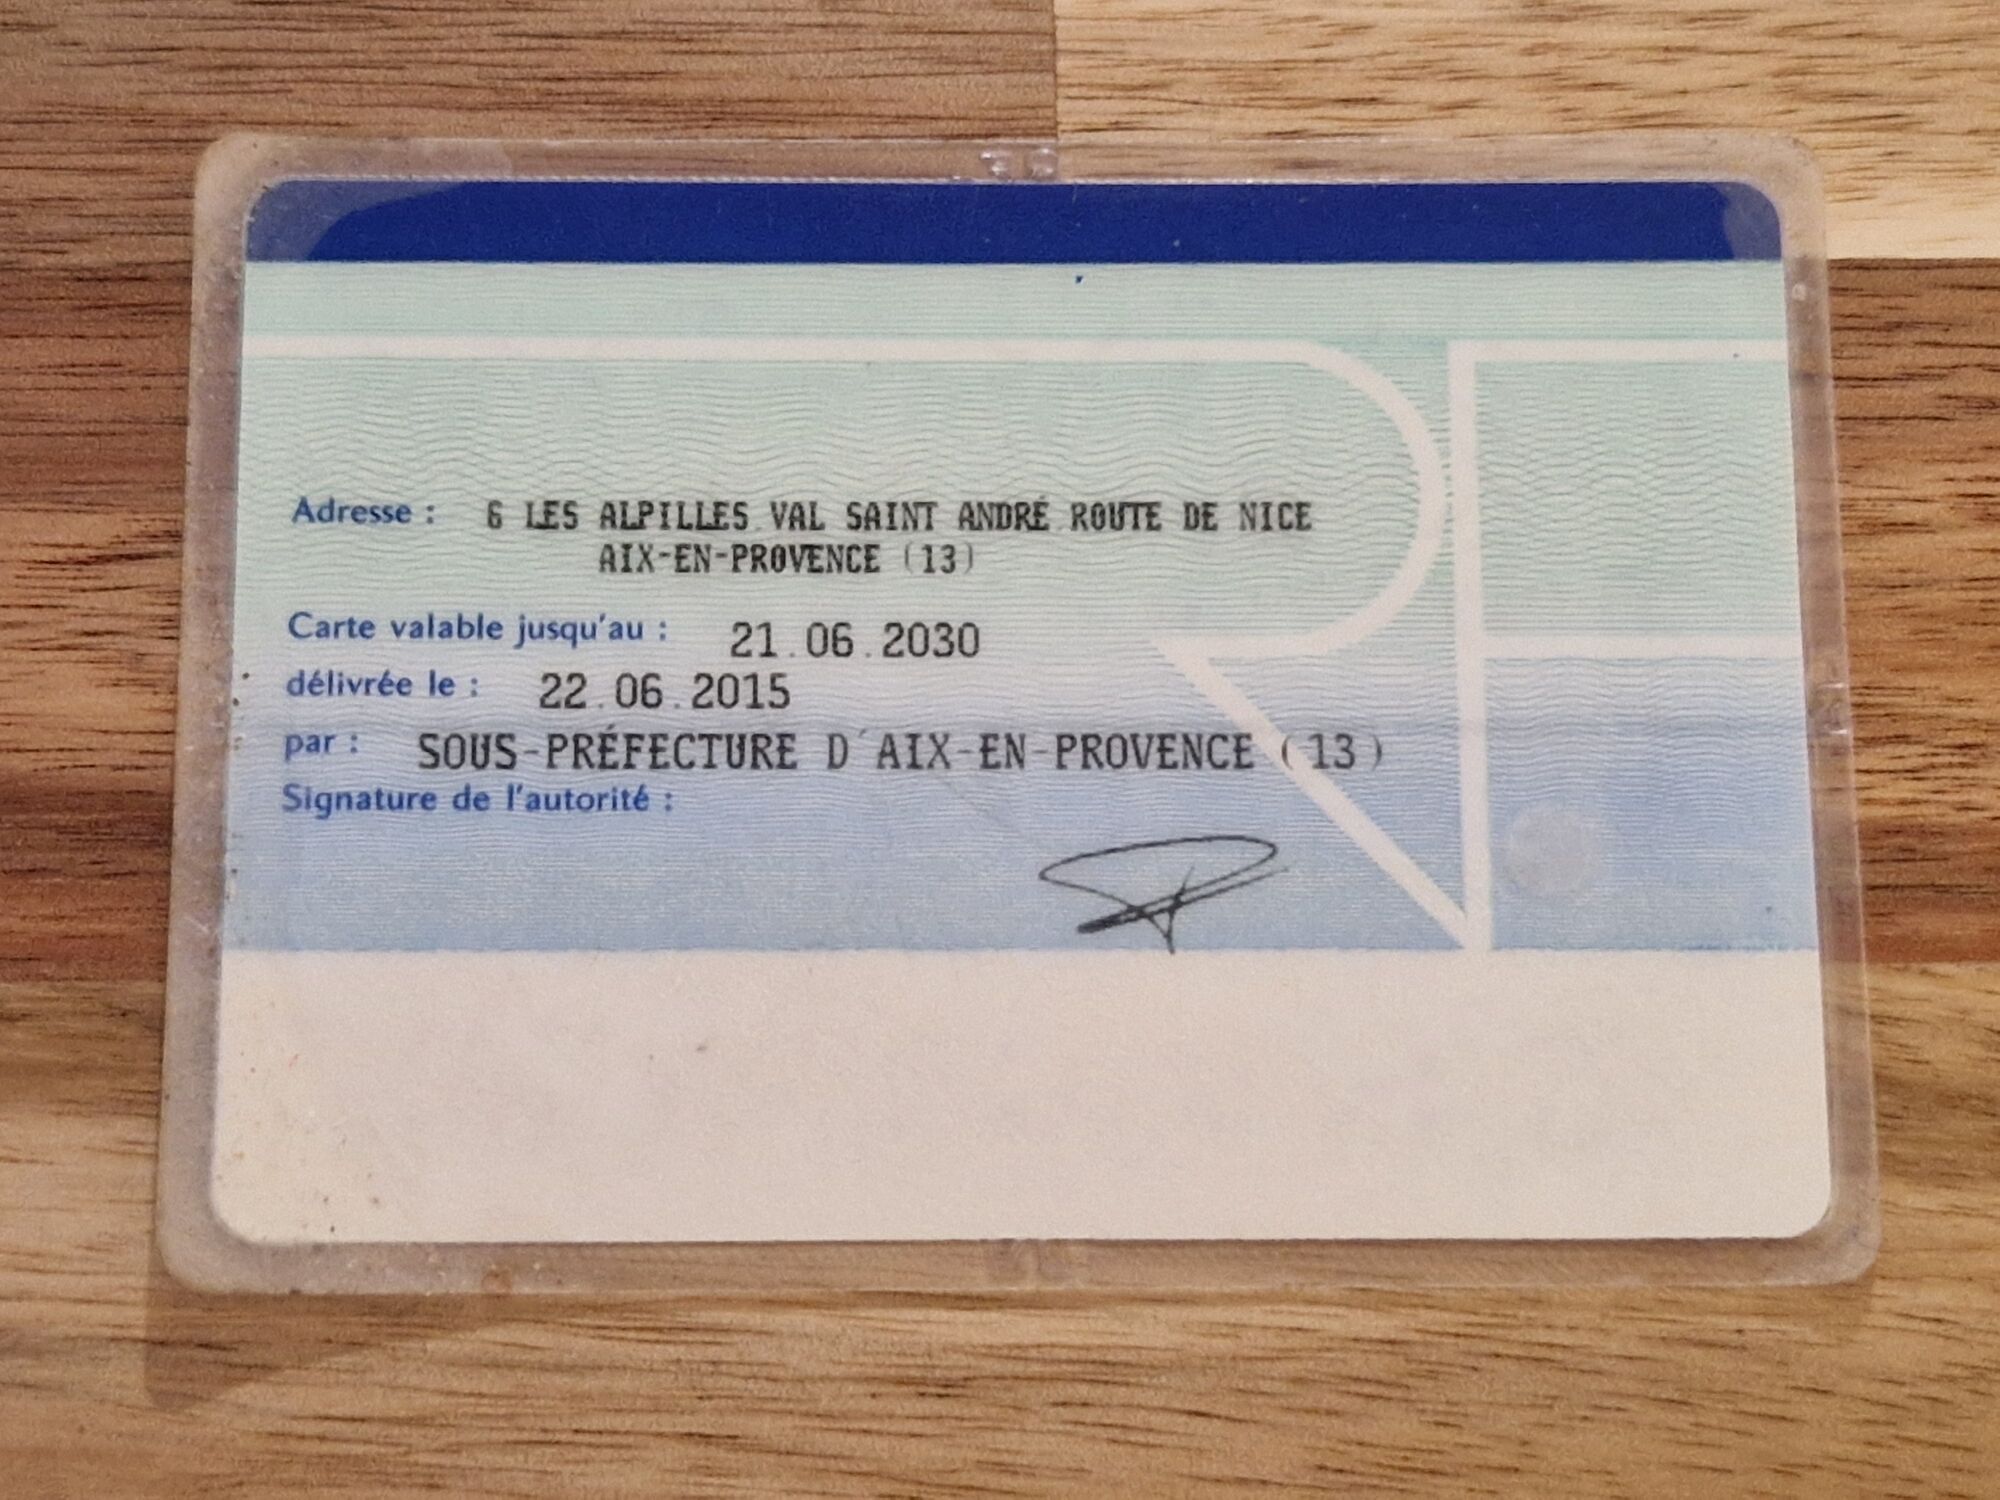 Adresse : 6 LES ALPILLES VAL SAINT ANDRÉ ROUTE DE NICE
AIX-EN-PROVENCE (13)
Carte valable jusqu'au : 21.06.2030
délivrée le : 22.06.2015
par : SOUS-PRÉFECTURE D'AIX-EN-PROVENCE (13)
Signature de l'autorité :
RF